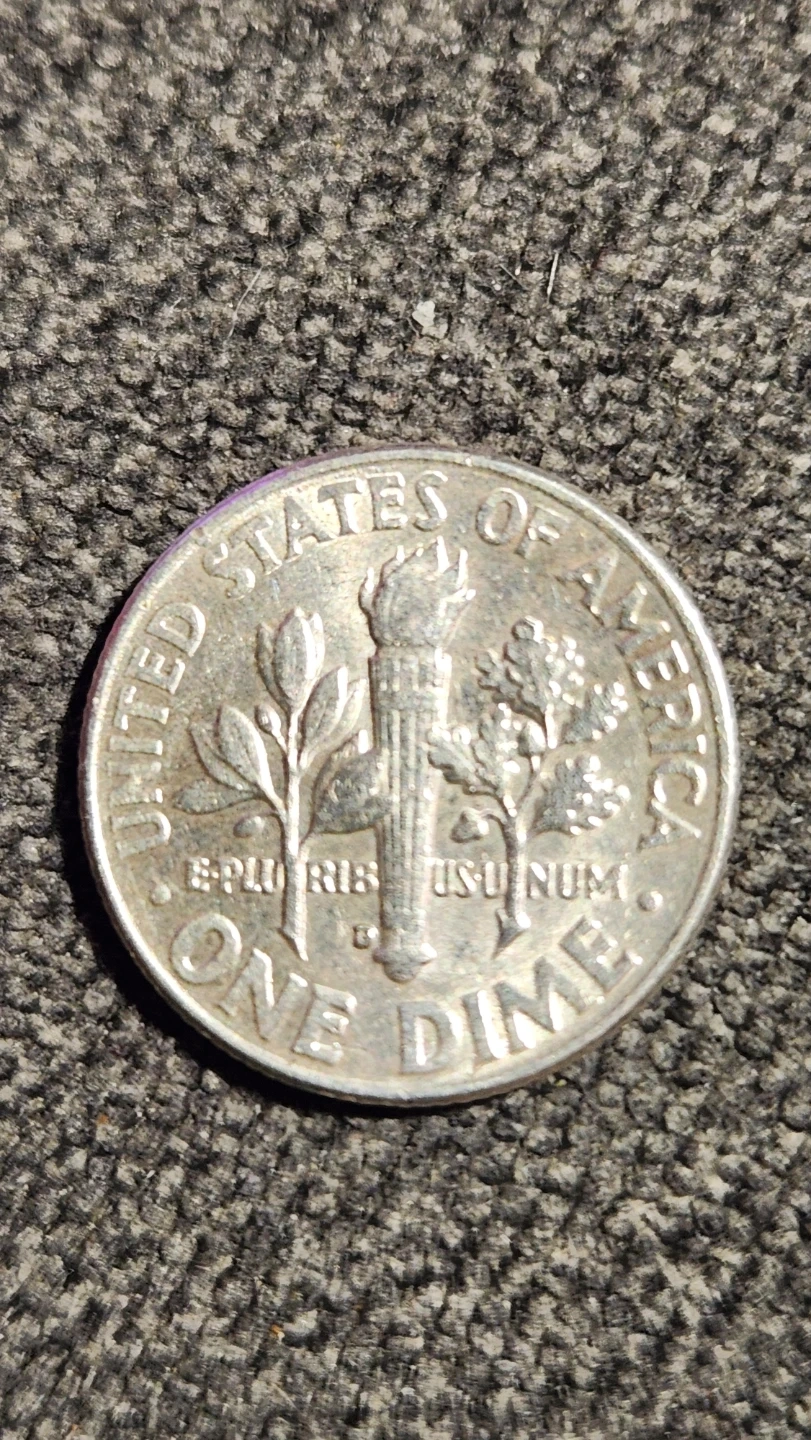 UNITED STATES OF AMERICA
E·PLURIBUS·UNUM
D
ONE DIME